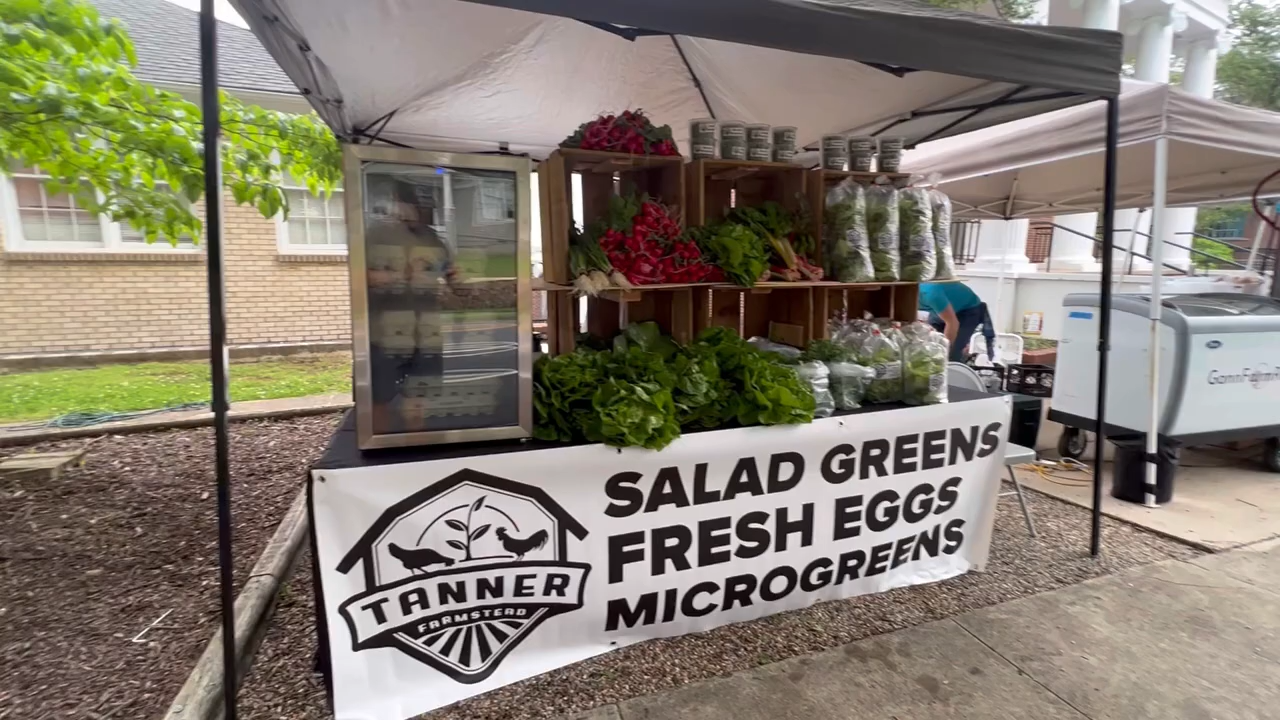 TANNER
FARMSTEAD
SALAD GREENS
FRESH EGGS
MICROGREENS